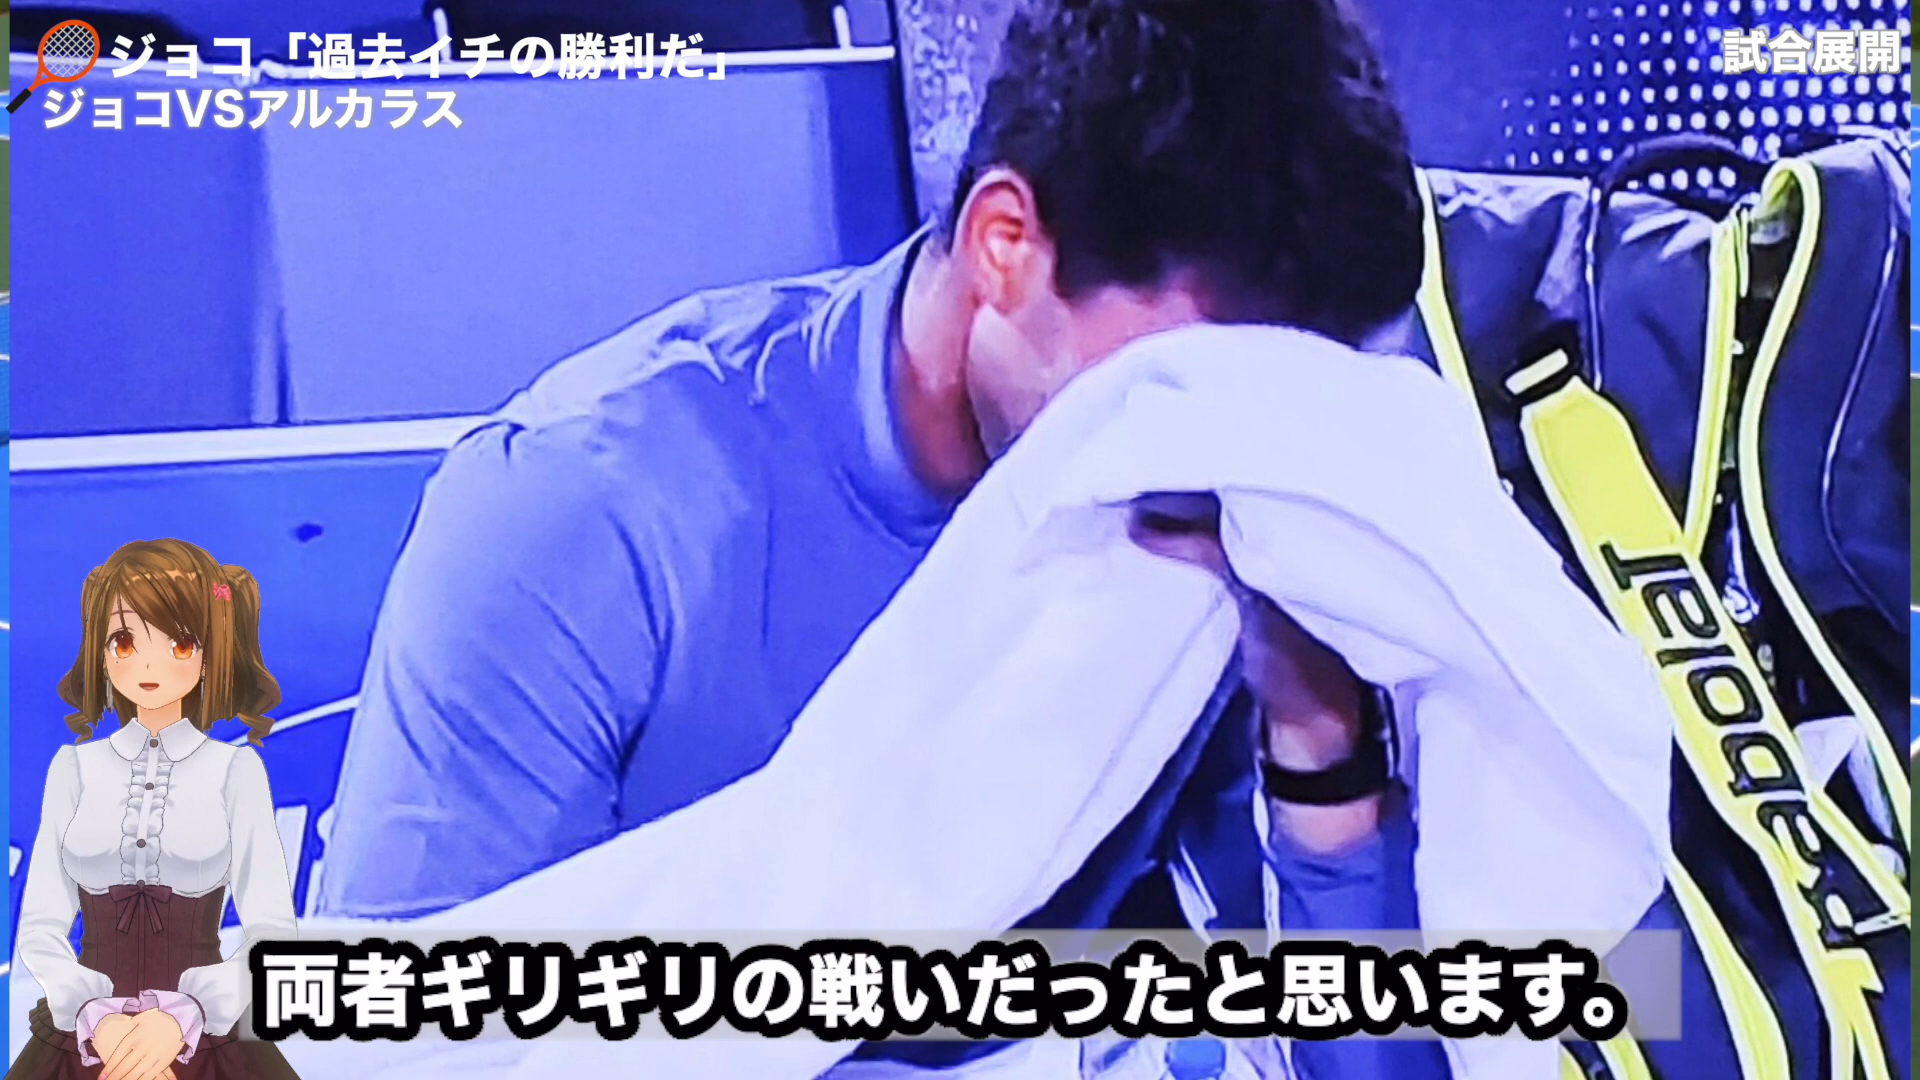 ジョコ「過去イチの勝利だ」
ジョコVSアルカラス
試合展開
BabolaT
両者ギリギリの戦いだったと思います。